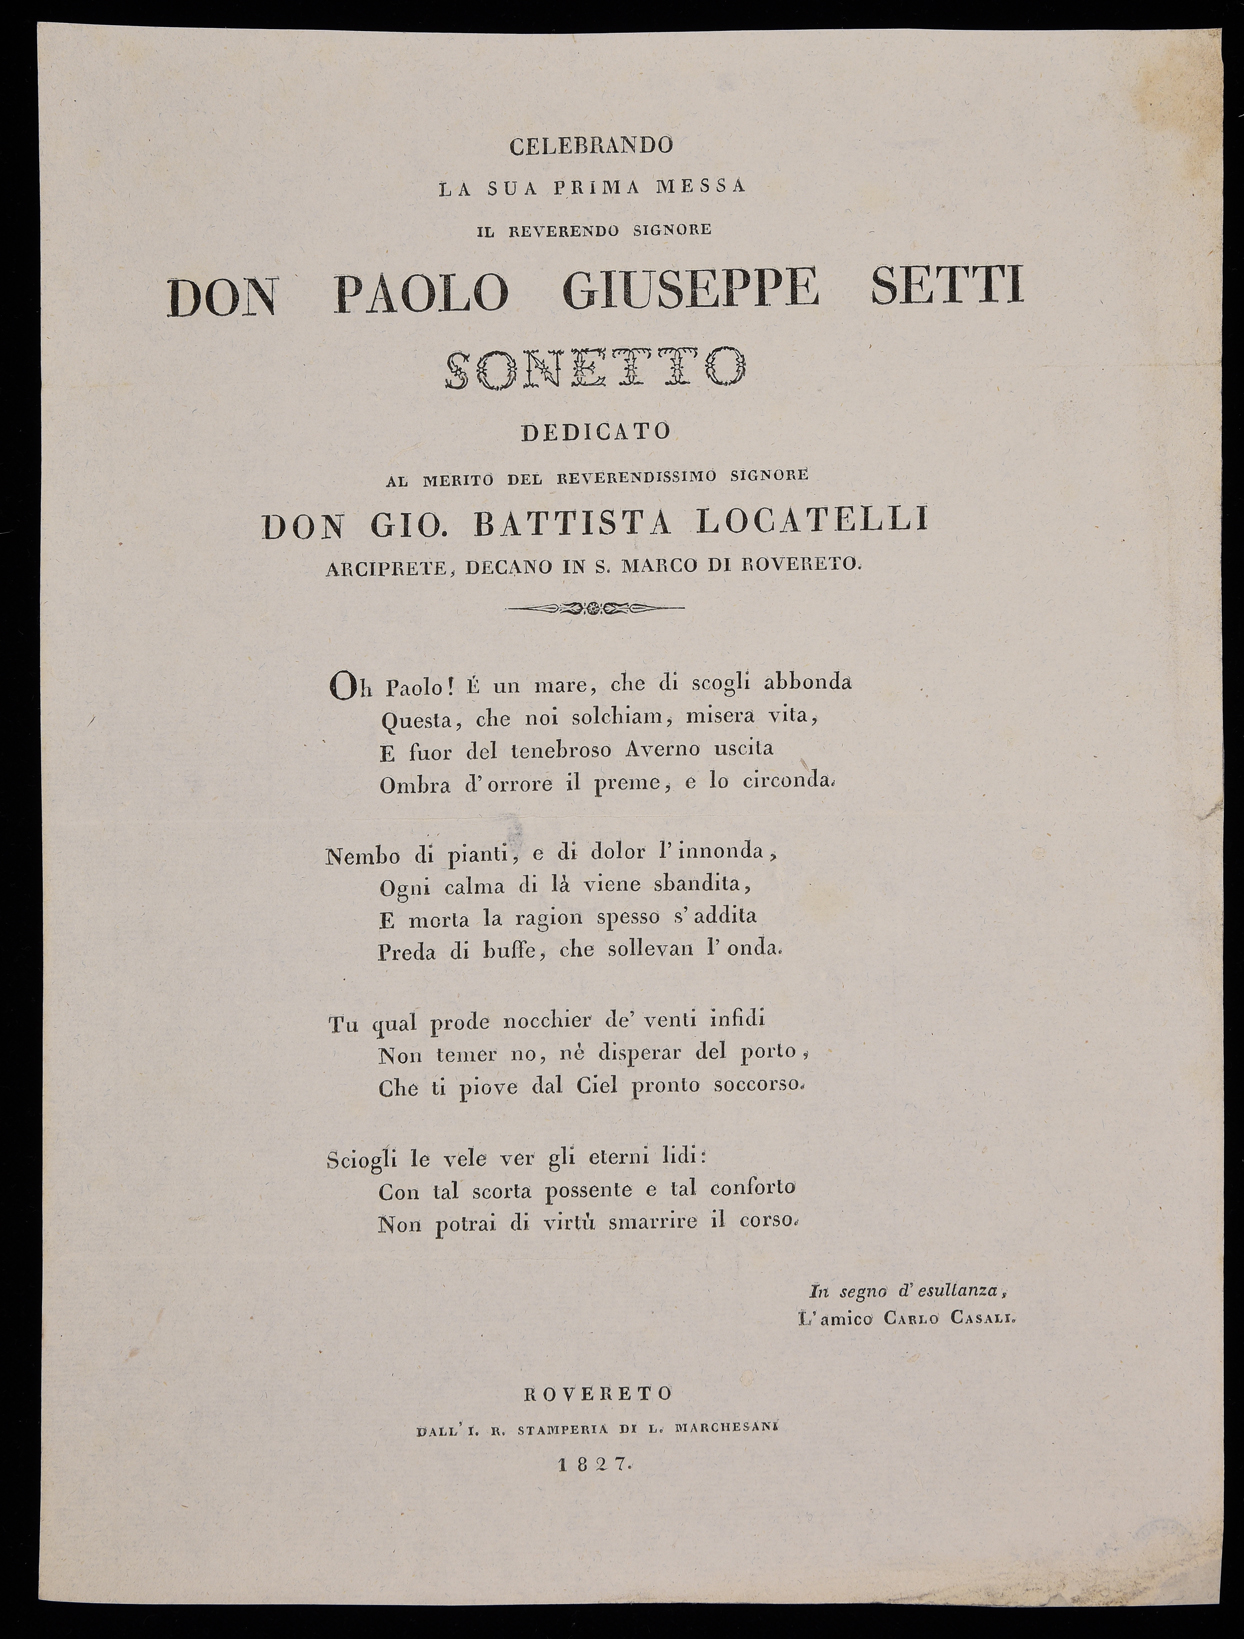 CELEBRANDO
LA SUA PRIMA MESSA
IL REVERENDO SIGNORE
DON PAOLO GIUSEPPE SETTI
SONETTO
DEDICATO
AL MERITO DEL REVERENDISSIMO SIGNORE
DON GIO. BATTISTA LOCATELLI
ARCIPRETE, DECANO IN S. MARCO DI ROVERETO.
Oh Paolo! É un mare, che di scogli abbonda
Questa, che noi solchiam, misera vita,
E fuor del tenebroso Averno uscita
Ombra d'orrore il preme, e lo circonda.
Nembo di pianti, e di dolor l'innonda,
Ogni calma di là viene sbandita,
E morta la ragion spesso s'addita
Preda di buffe, che sollevan l'onda.
Tu qual prode nocchier de' venti infidi
Non temer no, nè disperar del porto,
Che ti piove dal Ciel pronto soccorso.
Sciogli le vele ver gli eterni lidi:
Con tal scorta possente e tal conforto
Non potrai di virtù smarrire il corso.
In segno d'esultanza,
L'amico CARLO CASALI.
ROVERETO
DALL' I. R. STAMPERIA DI L. MARCHESANI
1827.